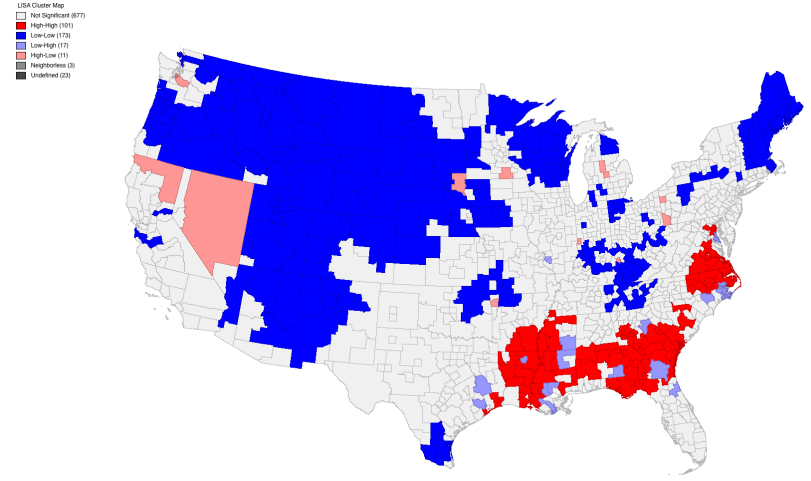 LISA Cluster Map
Not Significant (677)
High-High (101)
Low-Low (173)
Low-High (17)
High-Low (11)
Neighborless (3)
Undefined (23)